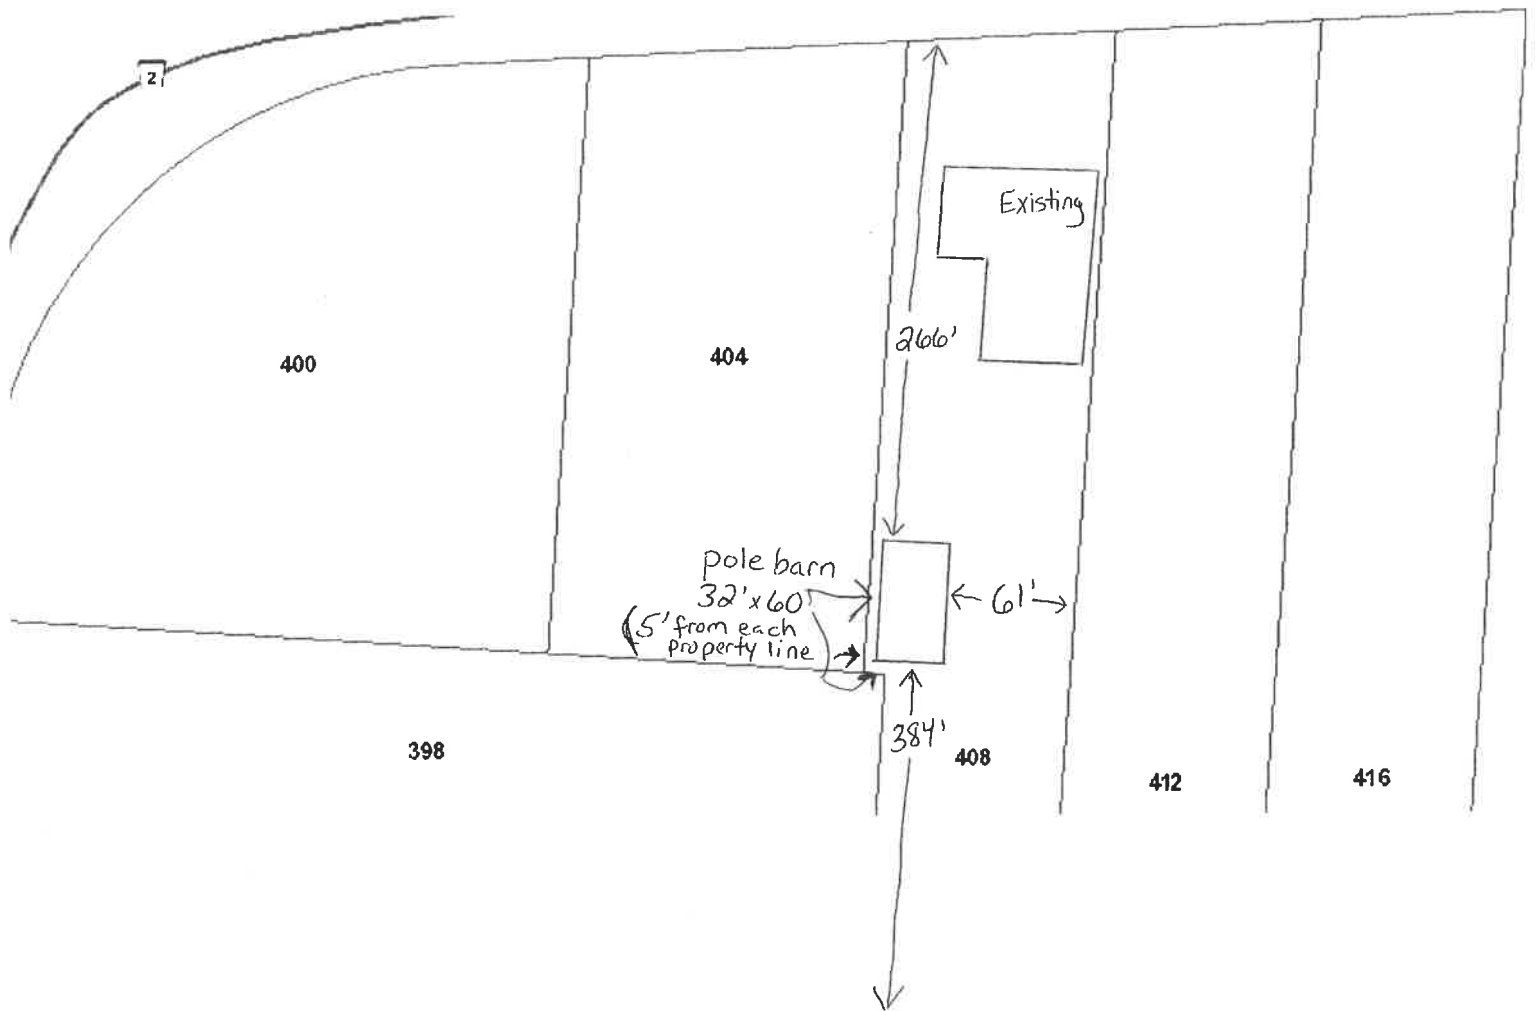 2
Existing
266'
400
404
pole barn
32'x60'
(5' from each
property line
61'
384'
398
408
412
416